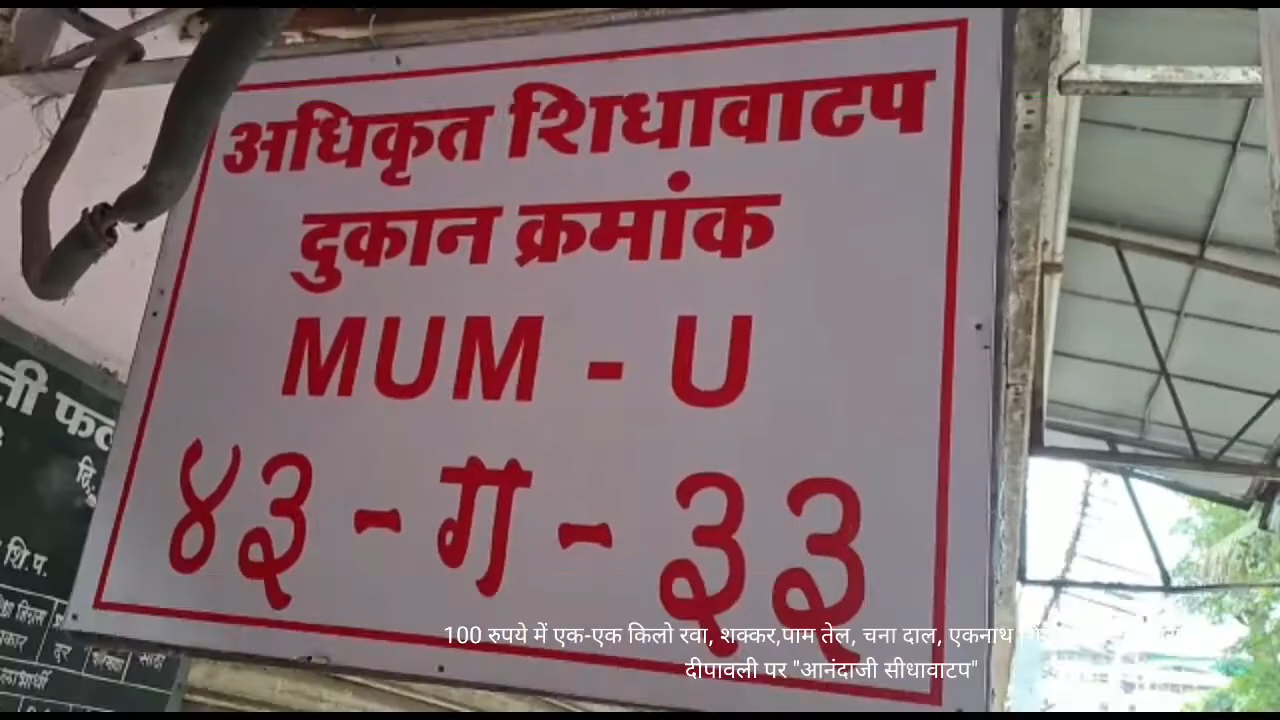 अधिकृत शिधावाटप
दुकान क्रमांक
MUM - U
४३-ग-३३
शि.प.
100 रुपये में एक-एक किलो रवा, शक्कर,पाम तेल, चना दाल, एकनाथ
दीपावली पर "आनंदाजी सीधावाटप"